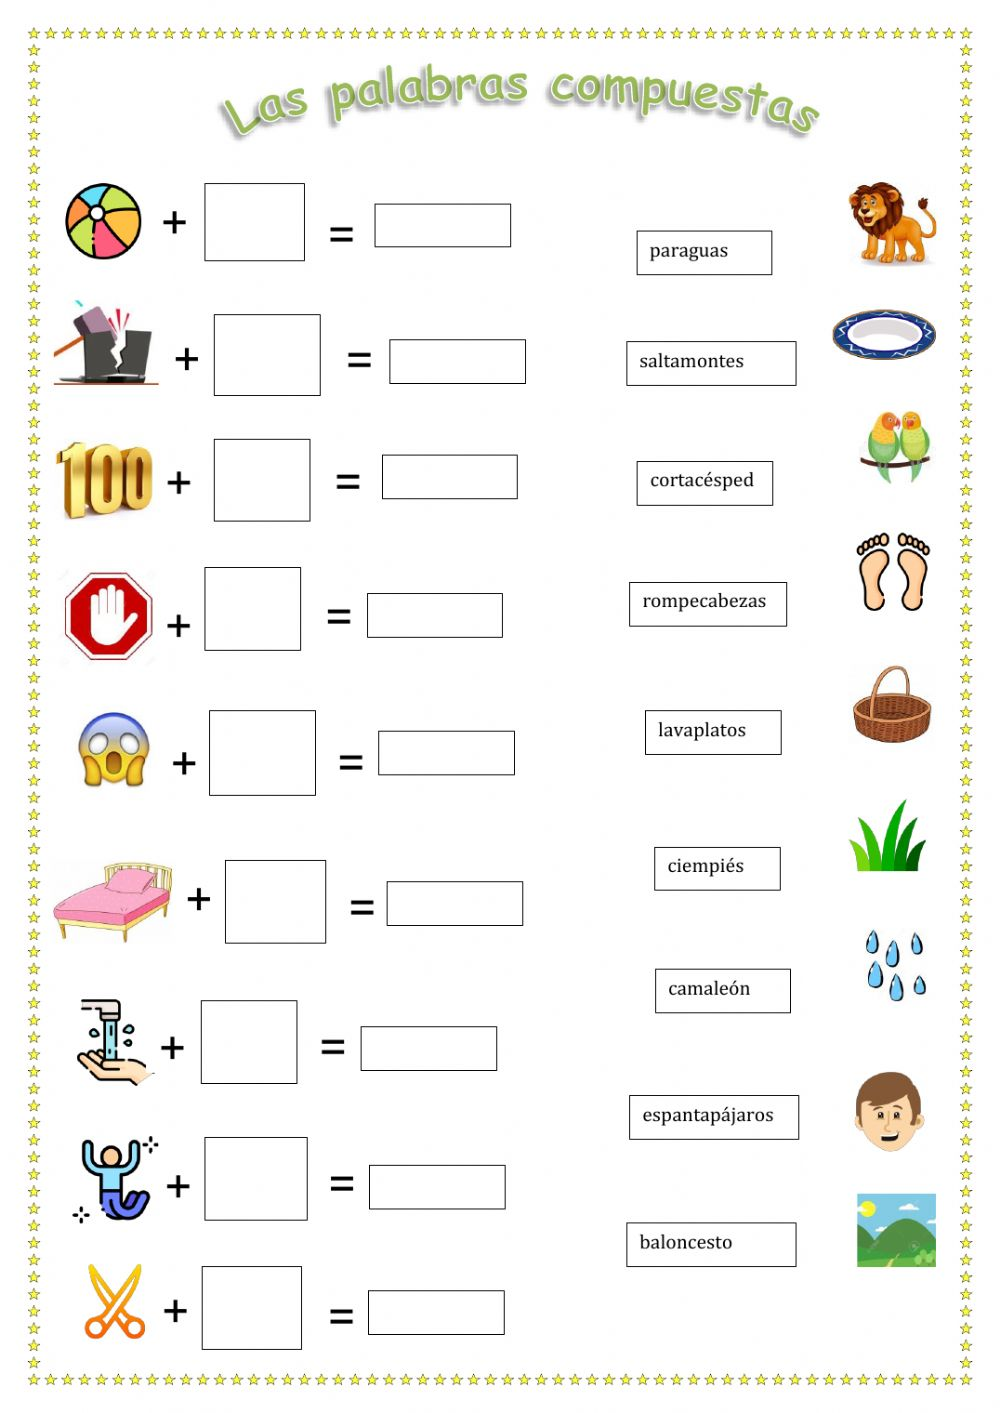 Las palabras compuestas
+ =
paraguas
+ =
saltamontes
100 + =
cortacésped
+ =
rompecabezas
+ =
lavaplatos
+ =
ciempiés
+ =
camaleón
+ =
espantapájaros
+ =
baloncesto